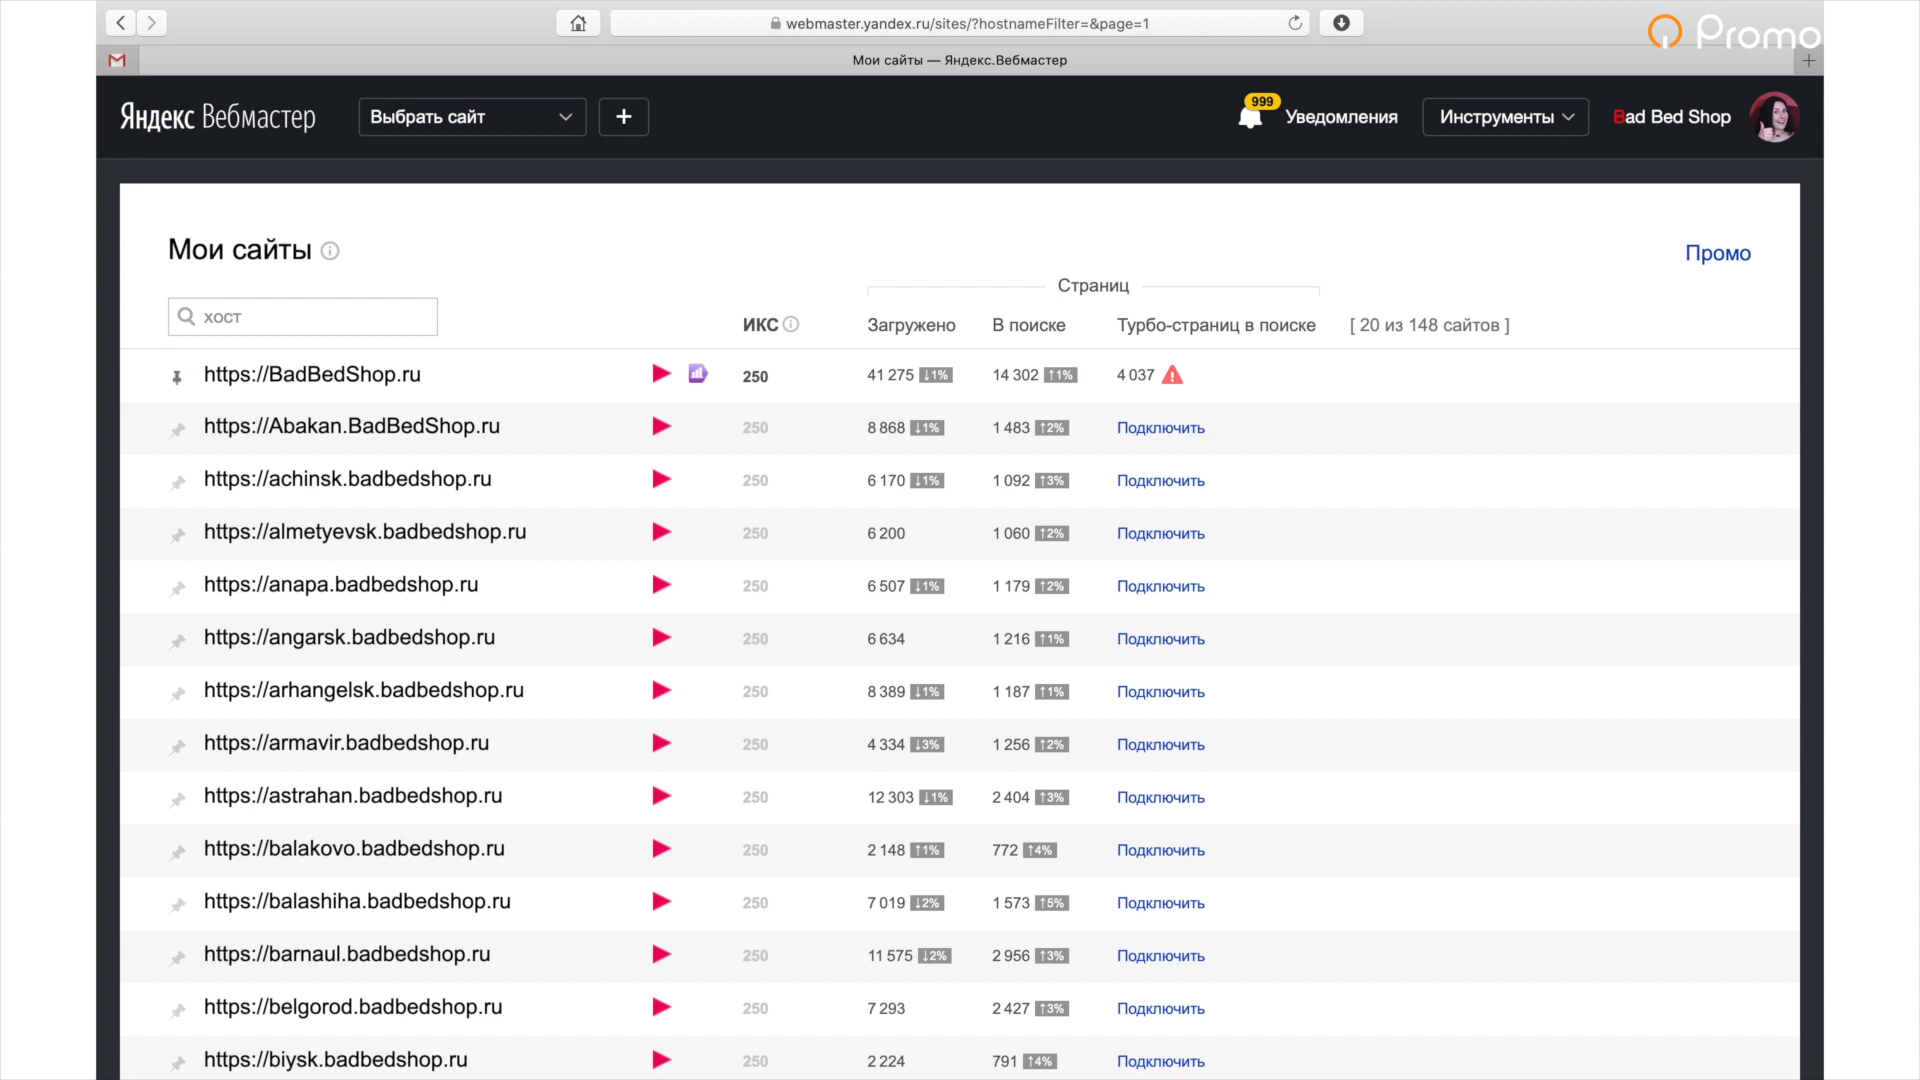 webmaster.yandex.ru/sites/?hostnameFilter=&page=1
Promo
Мои сайты — Яндекс.Вебмастер
Яндекс Вебмастер
Выбрать сайт
+
999
Уведомления
Инструменты
Bad Bed Shop
Мои сайты
Промо
Страниц
хост
ИКС Загружено В поиске Турбо-страниц в поиске [ 20 из 148 сайтов ]
https://BadBedShop.ru 250 41 275 ↓1% 14 302 ↑1% 4 037
https://Abakan.BadBedShop.ru 250 8 868 ↓1% 1 483 ↑2% Подключить
https://achinsk.badbedshop.ru 250 6 170 ↓1% 1 092 ↑3% Подключить
https://almetyevsk.badbedshop.ru 250 6 200 1 060 ↑2% Подключить
https://anapa.badbedshop.ru 250 6 507 ↓1% 1 179 ↑2% Подключить
https://angarsk.badbedshop.ru 250 6 634 1 216 ↑1% Подключить
https://arhangelsk.badbedshop.ru 250 8 389 ↓1% 1 187 ↑1% Подключить
https://armavir.badbedshop.ru 250 4 334 ↓3% 1 256 ↑2% Подключить
https://astrahan.badbedshop.ru 250 12 303 ↓1% 2 404 ↑3% Подключить
https://balakovo.badbedshop.ru 250 2 148 ↑1% 772 ↑4% Подключить
https://balashiha.badbedshop.ru 250 7 019 ↓2% 1 573 ↑5% Подключить
https://barnaul.badbedshop.ru 250 11 575 ↓2% 2 956 ↑3% Подключить
https://belgorod.badbedshop.ru 250 7 293 2 427 ↑3% Подключить
https://biysk.badbedshop.ru 250 2 224 791 ↑4% Подключить